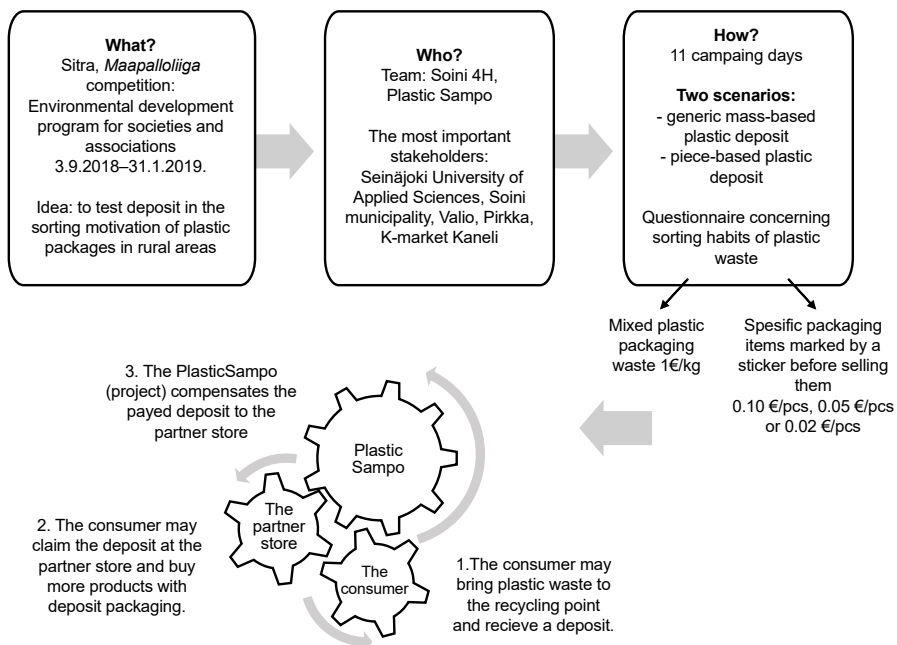 What?
Sitra, Maapalloliiga
competition:
Environmental development
program for societies and
associations
3.9.2018–31.1.2019.
Idea: to test deposit in the
sorting motivation of plastic
packages in rural areas
Who?
Team: Soini 4H,
Plastic Sampo
The most important
stakeholders:
Seinäjoki University of
Applied Sciences, Soini
municipality, Valio, Pirkka,
K-market Kaneli
How?
11 campaing days
Two scenarios:
- generic mass-based
plastic deposit
- piece-based plastic
deposit
Questionnaire concerning
sorting habits of plastic
waste
Mixed plastic
packaging
waste 1€/kg
Spesific packaging
items marked by a
sticker before selling
them
0.10 €/pcs, 0.05 €/pcs
or 0.02 €/pcs
3. The PlasticSampo
(project) compensates the
payed deposit to the
partner store
Plastic
Sampo
The
partner
store
2. The consumer may
claim the deposit at the
partner store and buy
more products with
deposit packaging.
The
consumer
1.The consumer may
bring plastic waste to
the recycling point
and recieve a deposit.